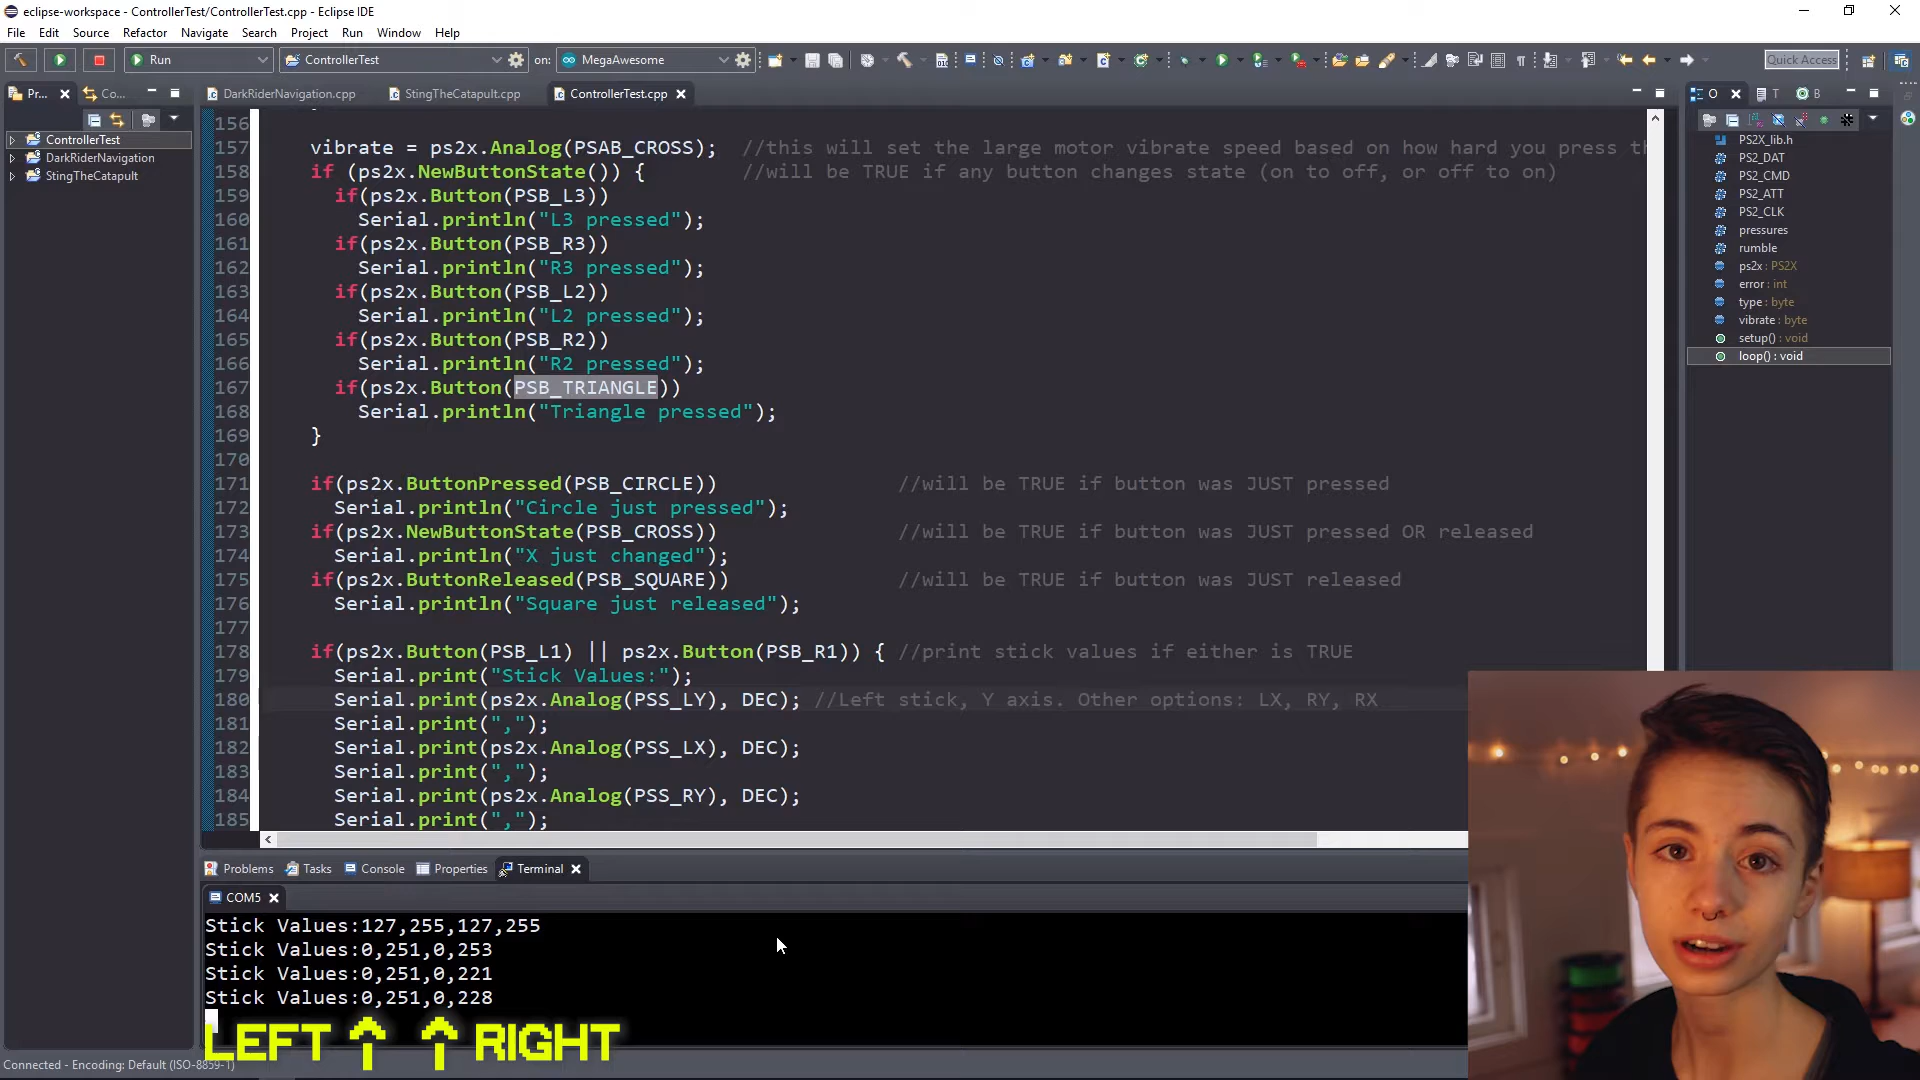 eclipse-workspace - ControllerTest/ControllerTest.cpp - Eclipse IDE
File Edit Source Refactor Navigate Search Project Run Window Help
Run ControllerTest on: MegaAwesome Quick Access
Pr... Co... DarkRiderNavigation.cpp StingTheCatapult.cpp ControllerTest.cpp O T B
ControllerTest
DarkRiderNavigation
StingTheCatapult
156
157 vibrate = ps2x.Analog(PSAB_CROSS); //this will set the large motor vibrate speed based on how hard you press th
158 if (ps2x.NewButtonState()) { //will be TRUE if any button changes state (on to off, or off to on)
159 if(ps2x.Button(PSB_L3))
160 Serial.println("L3 pressed");
161 if(ps2x.Button(PSB_R3))
162 Serial.println("R3 pressed");
163 if(ps2x.Button(PSB_L2))
164 Serial.println("L2 pressed");
165 if(ps2x.Button(PSB_R2))
166 Serial.println("R2 pressed");
167 if(ps2x.Button(PSB_TRIANGLE))
168 Serial.println("Triangle pressed");
169 }
170
171 if(ps2x.ButtonPressed(PSB_CIRCLE)) //will be TRUE if button was JUST pressed
172 Serial.println("Circle just pressed");
173 if(ps2x.NewButtonState(PSB_CROSS)) //will be TRUE if button was JUST pressed OR released
174 Serial.println("X just changed");
175 if(ps2x.ButtonReleased(PSB_SQUARE)) //will be TRUE if button was JUST released
176 Serial.println("Square just released");
177
178 if(ps2x.Button(PSB_L1) || ps2x.Button(PSB_R1)) { //print stick values if either is TRUE
179 Serial.print("Stick Values:");
180 Serial.print(ps2x.Analog(PSS_LY), DEC); //Left stick, Y axis. Other options: LX, RY, RX
181 Serial.print(",");
182 Serial.print(ps2x.Analog(PSS_LX), DEC);
183 Serial.print(",");
184 Serial.print(ps2x.Analog(PSS_RY), DEC);
185 Serial.print(",");
PS2X_lib.h
PS2_DAT
PS2_CMD
PS2_ATT
PS2_CLK
pressures
rumble
ps2x : PS2X
error : int
type : byte
vibrate : byte
setup() : void
loop() : void
Problems Tasks Console Properties Terminal
COM5
Stick Values:127,255,127,255
Stick Values:0,251,0,253
Stick Values:0,251,0,221
Stick Values:0,251,0,228
LEFT ↑ ↑ RIGHT
Connected - Encoding: Default (ISO-8859-1)